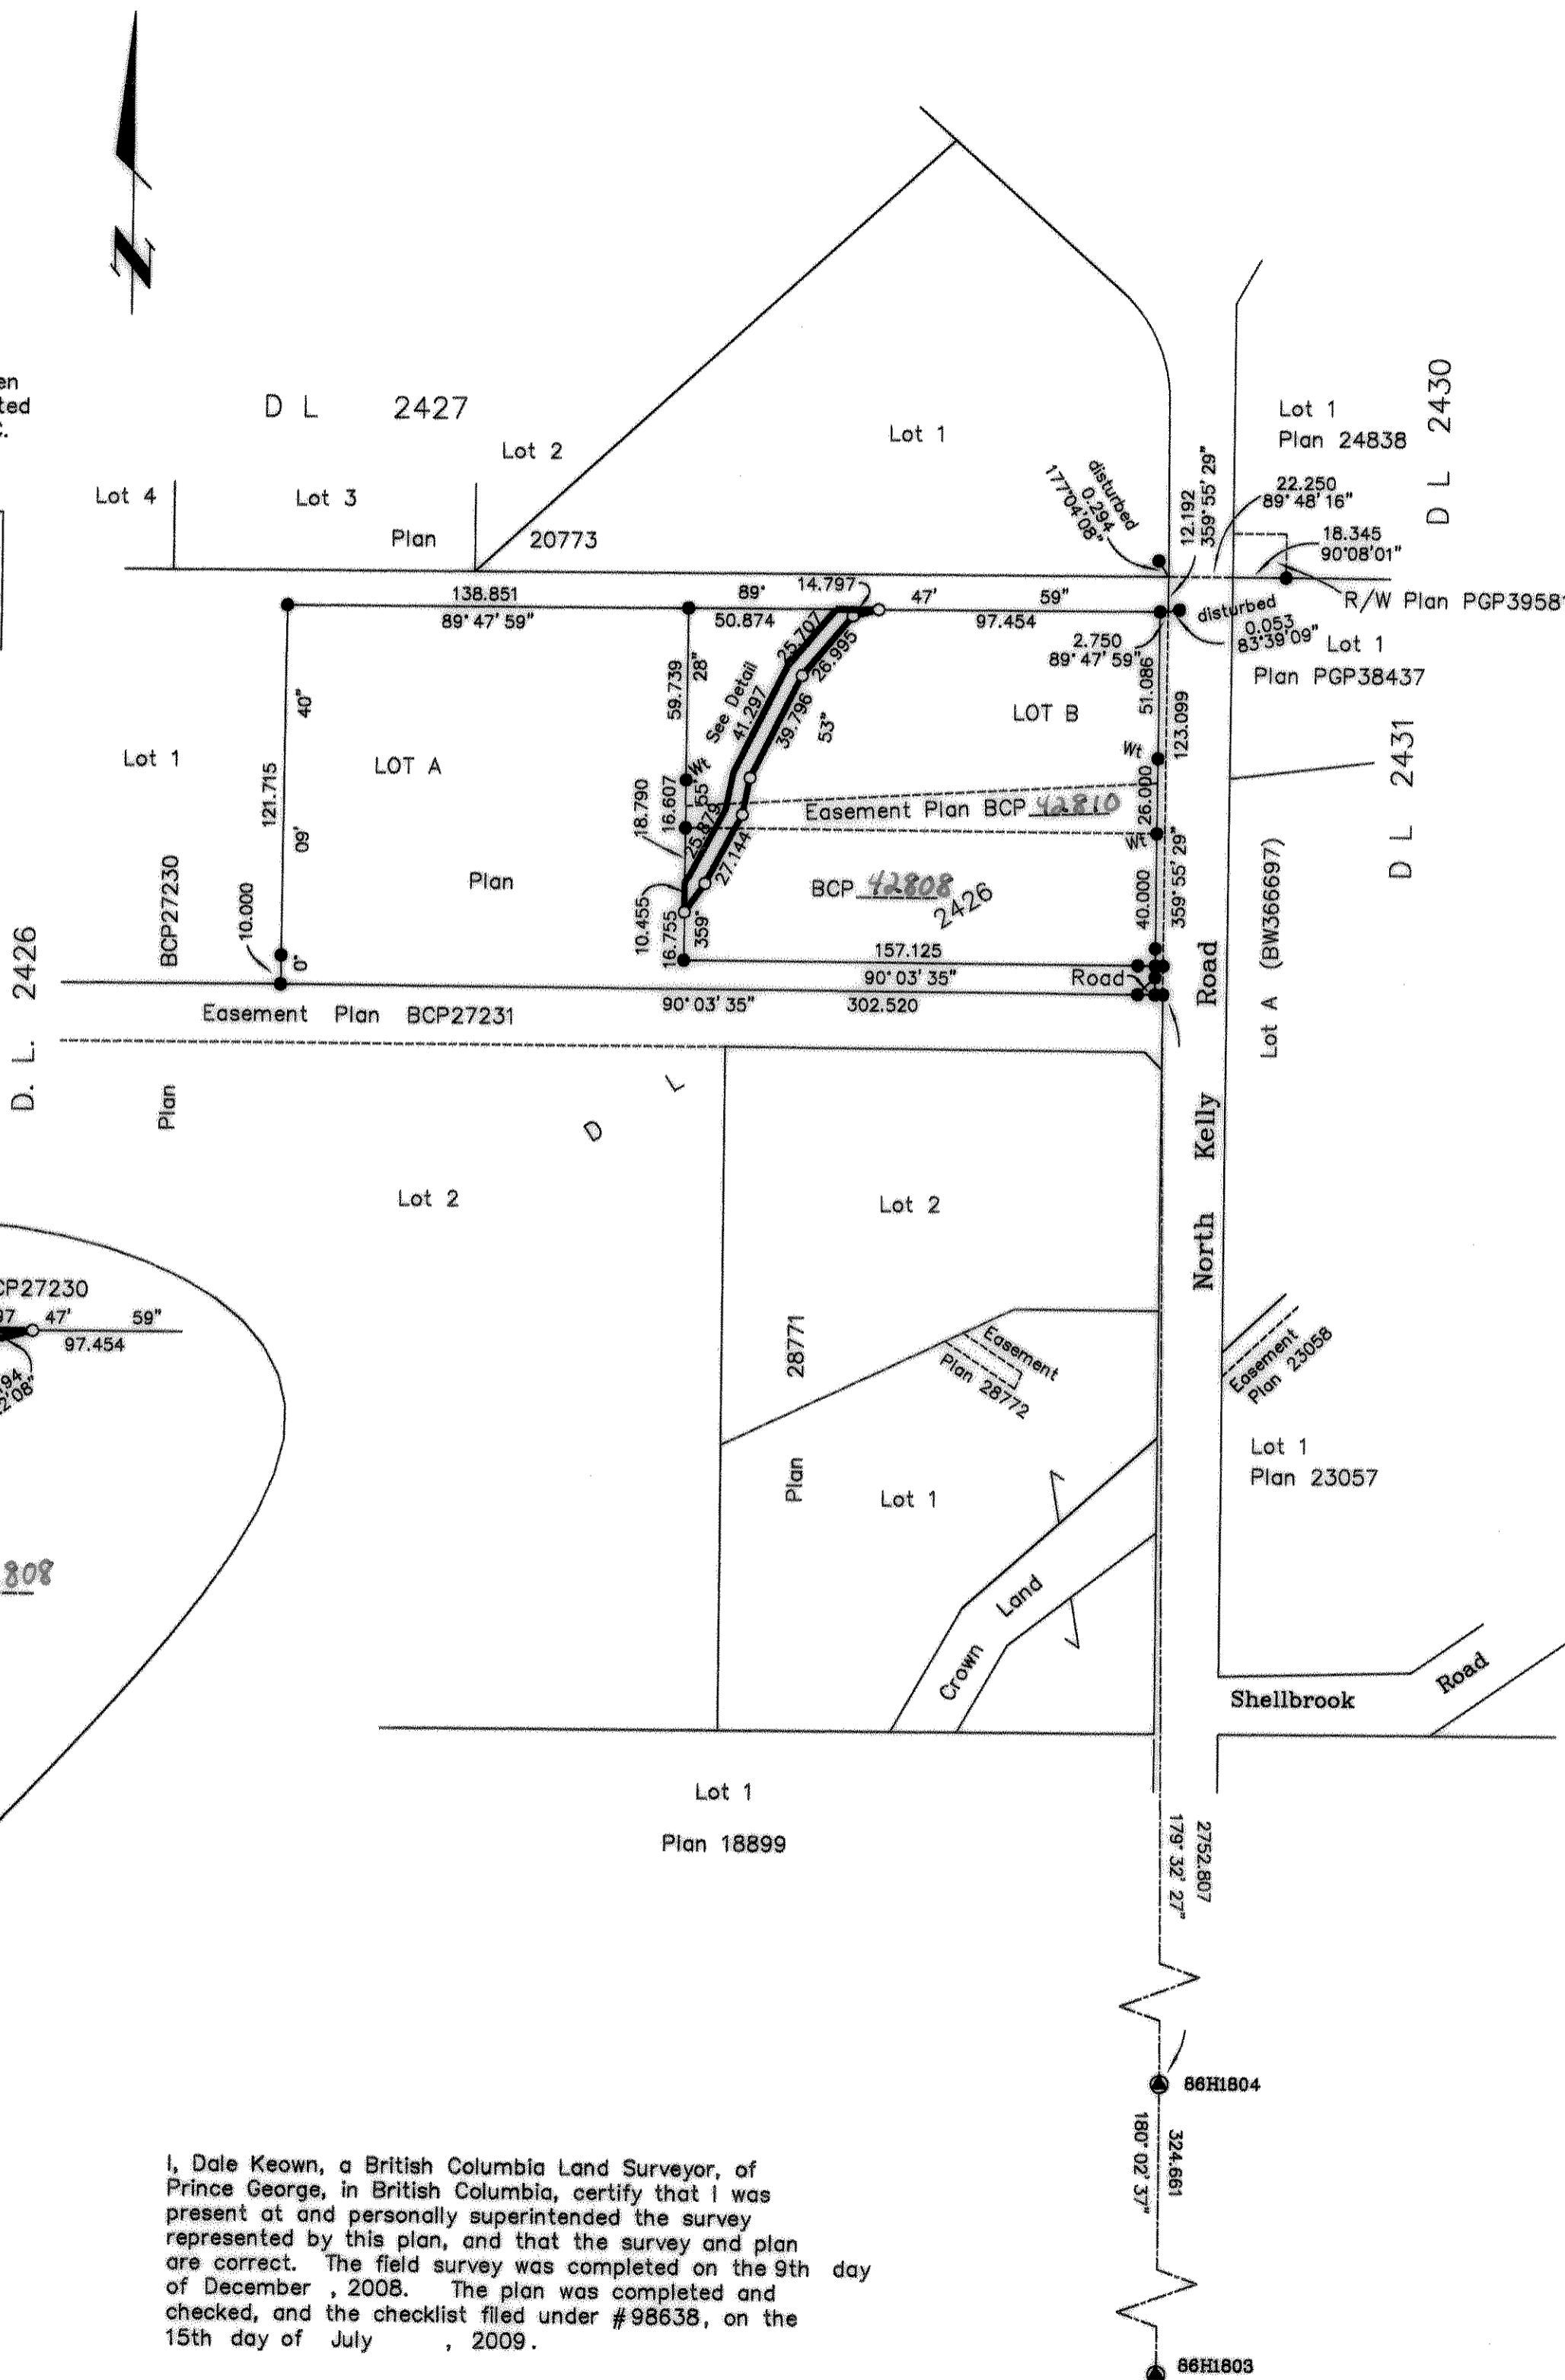 N
en
ted
D L 2427
Lot 2
Lot 1
Lot 4
Lot 3
Plan 20773
Lot 1
Plan 24838
D L 2430
disturbed
0.294
177°04'08"
12.192
359° 55' 29"
22.250
89° 48' 16"
18.345
90°08'01"
R/W Plan PGP3958
138.851
89° 47' 59"
89°
14.797
47'
59"
50.874
97.454
2.750
89° 47' 59"
disturbed
0.053
83°39'09"
Lot 1
Plan PGP38437
25.707
26.995
59.739
28"
See Detail
41.297
39.796
53"
LOT B
51.086
123.099
40"
Lot 1
LOT A
Wt
Wt
D L 2431
121.715
09'
18.790
16.607
55'
25.879
Easement Plan BCP 42810
26.000
Wt
27.144
BCP27230
10.000
Plan
BCP 42808
2426
40.000
359° 55' 29"
10.455
16.755
359°
0°
157.125
90° 03' 35"
Road
D. L. 2426
Easement Plan BCP27231
90° 03' 35"
302.520
Lot A (BW366697)
North Kelly Road
Plan
D L
Lot 2
Lot 2
CP27230
97
47'
59"
97.454
194
2'08"
Plan 28771
Easement
Plan 28772
Easement
Plan 23058
Lot 1
Plan 23057
Lot 1
Crown Land
808
Shellbrook Road
Lot 1
Plan 18899
2752.807
179° 32' 27"
86H1804
324.661
180° 02' 37"
86H1803
I, Dale Keown, a British Columbia Land Surveyor, of
Prince George, in British Columbia, certify that I was
present at and personally superintended the survey
represented by this plan, and that the survey and plan
are correct. The field survey was completed on the 9th day
of December , 2008. The plan was completed and
checked, and the checklist filed under #98638, on the
15th day of July , 2009.